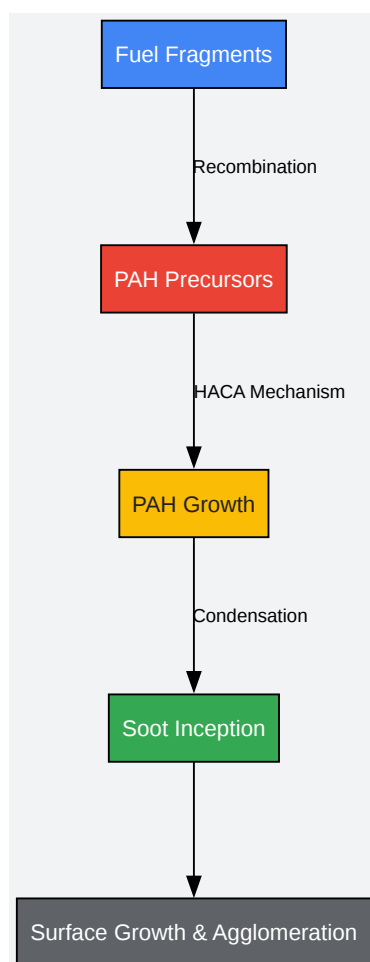 Fuel Fragments
Recombination
PAH Precursors
HACA Mechanism
PAH Growth
Condensation
Soot Inception
Surface Growth & Agglomeration